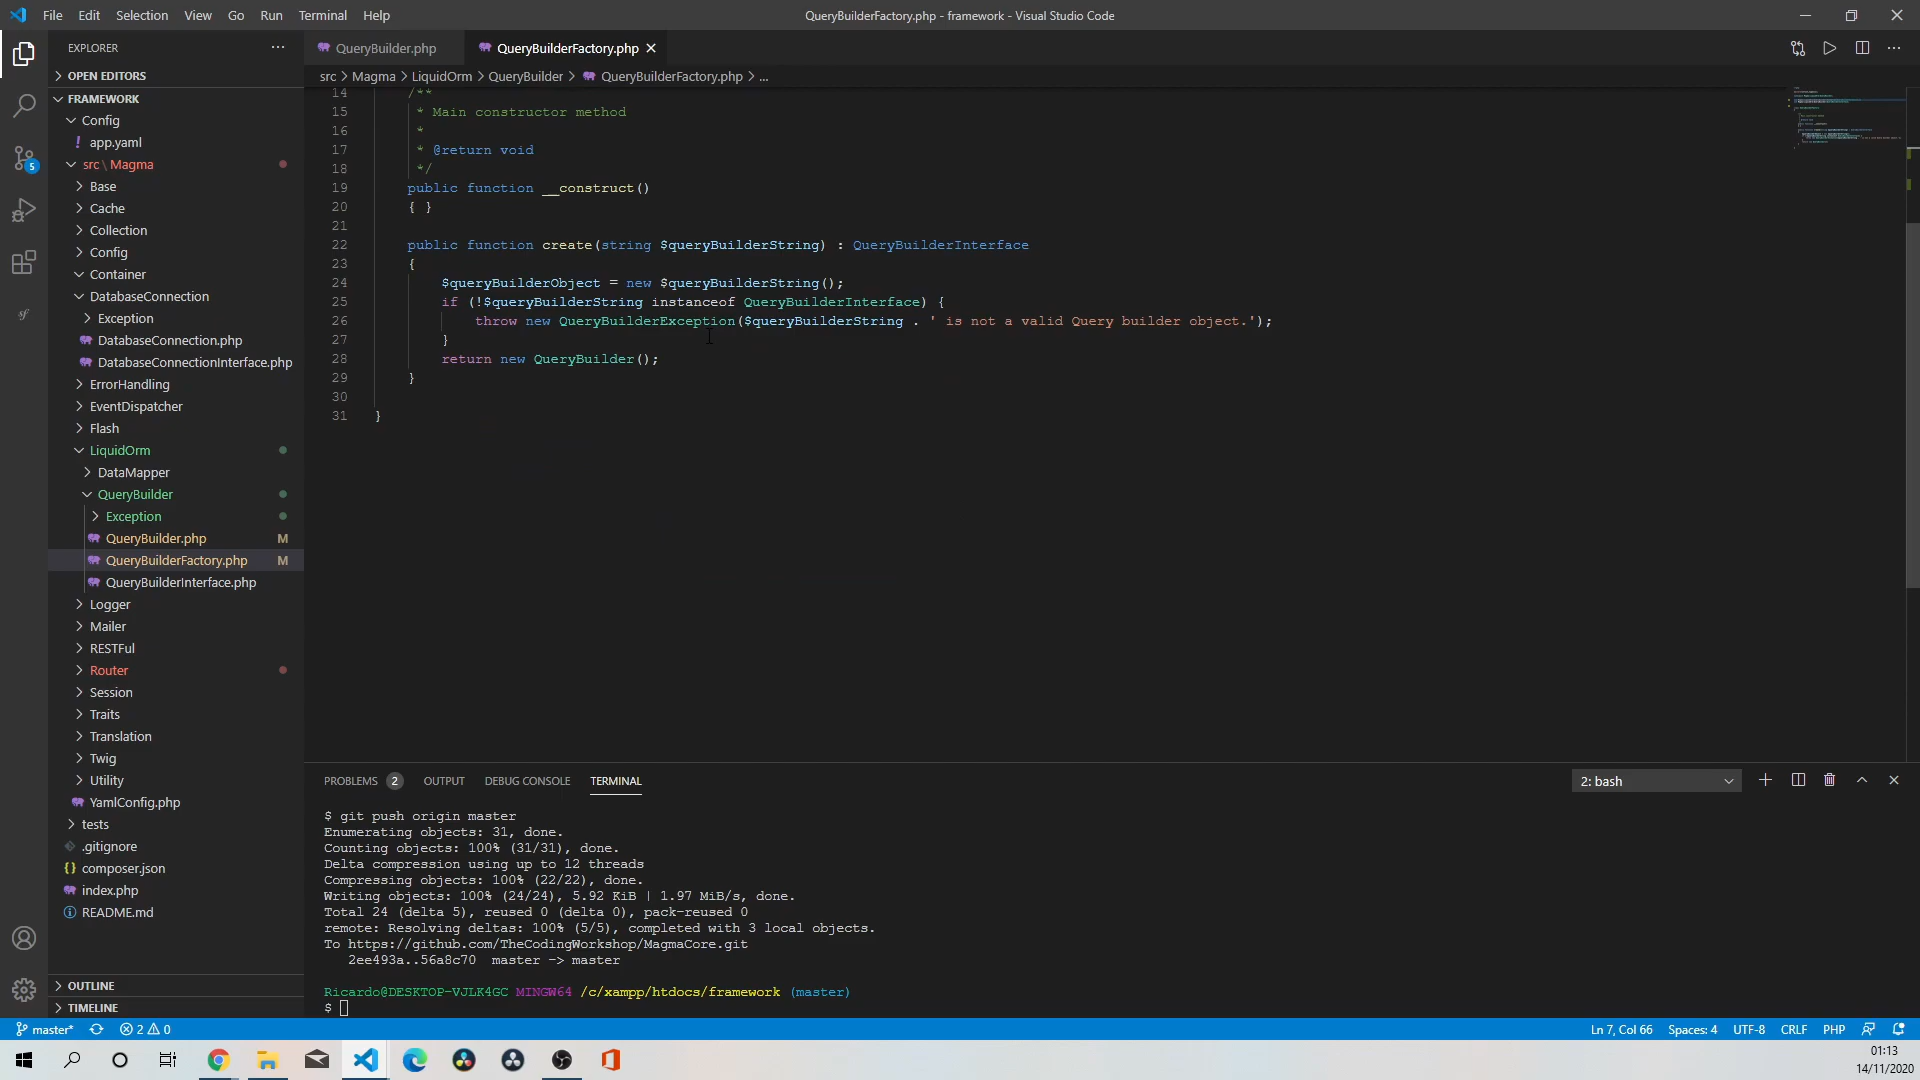 File Edit Selection View Go Run Terminal Help
QueryBuilderFactory.php - framework - Visual Studio Code
EXPLORER
OPEN EDITORS
FRAMEWORK
Config
! app.yaml
src \ Magma
Base
Cache
Collection
Config
Container
DatabaseConnection
Exception
DatabaseConnection.php
DatabaseConnectionInterface.php
ErrorHandling
EventDispatcher
Flash
LiquidOrm
DataMapper
QueryBuilder
Exception
QueryBuilder.php M
QueryBuilderFactory.php M
QueryBuilderInterface.php
Logger
Mailer
RESTFul
Router
Session
Traits
Translation
Twig
Utility
YamlConfig.php
tests
.gitignore
{} composer.json
index.php
README.md
OUTLINE
TIMELINE
5
QueryBuilder.php
QueryBuilderFactory.php
src > Magma > LiquidOrm > QueryBuilder > QueryBuilderFactory.php > ...
14 /**
15 * Main constructor method
16 *
17 * @return void
18 */
19 public function __construct()
20 { }
21
22 public function create(string $queryBuilderString) : QueryBuilderInterface
23 {
24 $queryBuilderObject = new $queryBuilderString();
25 if (!$queryBuilderString instanceof QueryBuilderInterface) {
26 throw new QueryBuilderException($queryBuilderString . ' is not a valid Query builder object.');
27 }
28 return new QueryBuilder();
29 }
30
31 }
PROBLEMS 2 OUTPUT DEBUG CONSOLE TERMINAL
2: bash
$ git push origin master
Enumerating objects: 31, done.
Counting objects: 100% (31/31), done.
Delta compression using up to 12 threads
Compressing objects: 100% (22/22), done.
Writing objects: 100% (24/24), 5.92 KiB | 1.97 MiB/s, done.
Total 24 (delta 5), reused 0 (delta 0), pack-reused 0
remote: Resolving deltas: 100% (5/5), completed with 3 local objects.
To https://github.com/TheCodingWorkshop/MagmaCore.git
2ee493a..56a8c70 master -> master
Ricardo@DESKTOP-VJLK4GC MINGW64 /c/xampp/htdocs/framework (master)
$
master* 2 0
Ln 7, Col 66 Spaces: 4 UTF-8 CRLF PHP
01:13
14/11/2020